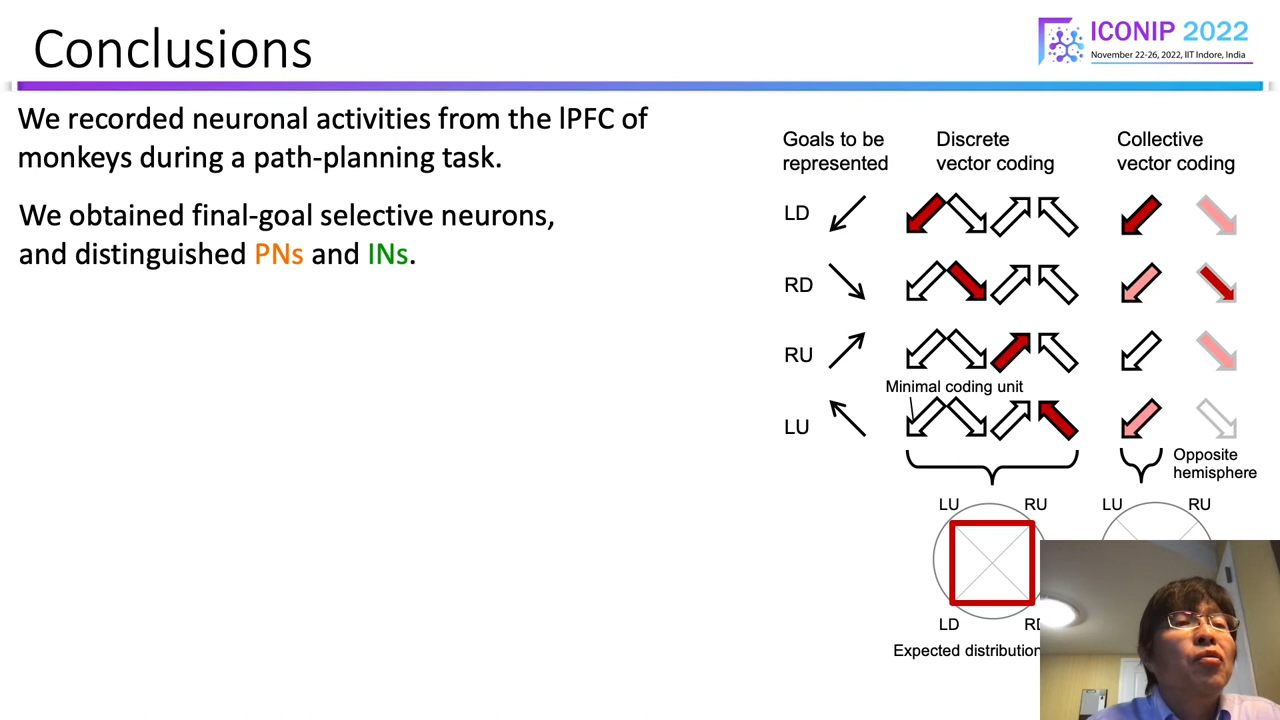 Conclusions
ICONIP 2022
November 22-26, 2022, IIT Indore, India
We recorded neuronal activities from the lPFC of
monkeys during a path-planning task.
We obtained final-goal selective neurons,
and distinguished PNs and INs.
Goals to be
represented
Discrete
vector coding
Collective
vector coding
LD
RD
RU
Minimal coding unit
LU
Opposite
hemisphere
LU
RU
LU
RU
LD
Expected distribution